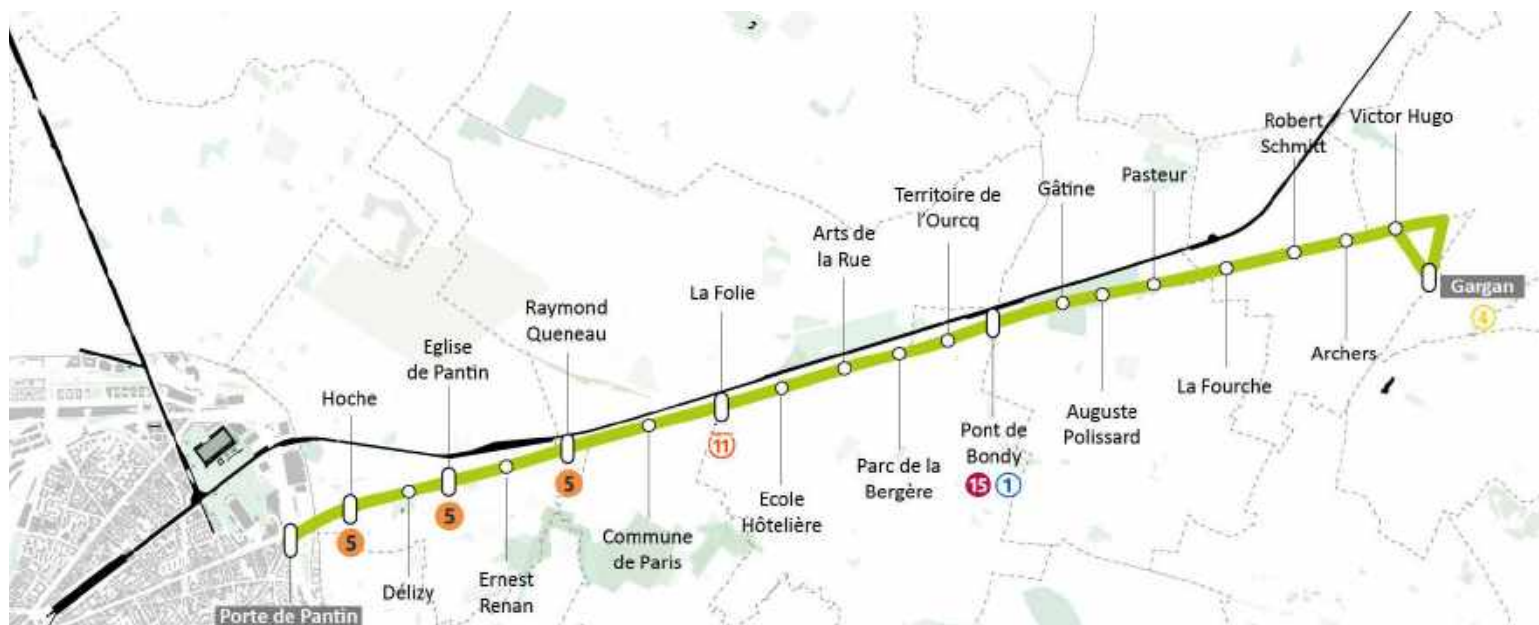 Porte de Pantin
Hoche
5
Délizy
Eglise
de Pantin
5
Ernest
Renan
Raymond
Queneau
5
Commune
de Paris
La Folie
11
Ecole
Hôtelière
Arts de
la Rue
Parc de la
Bergère
Territoire de
l'Ourcq
Pont de
Bondy
15 1
Gâtine
Auguste
Polissard
Pasteur
La Fourche
Robert
Schmitt
Archers
Victor Hugo
Gargan
4